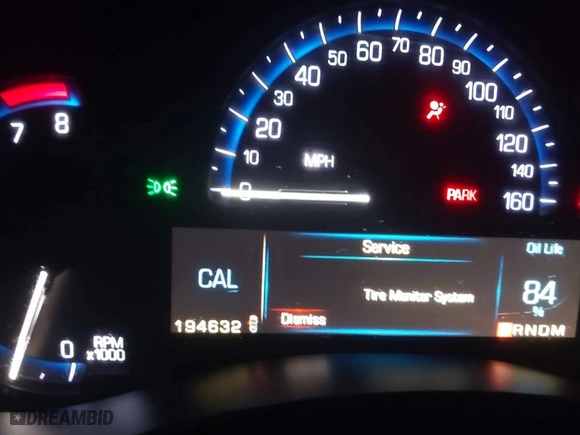 60 70 80
50 90
40 100
30 110
20 120
10 140
0 160
MPH
PARK
7 8
0 RPM
x1000
Service
Oil Life
CAL
Tire Monitor System
84
%
Dismiss
194632
PRNDM
DREAMBID